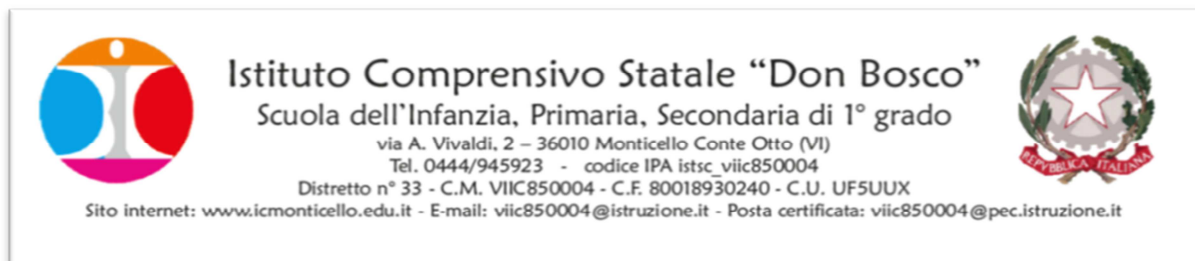 Istituto Comprensivo Statale “Don Bosco”
Scuola dell’Infanzia, Primaria, Secondaria di 1° grado
via A. Vivaldi, 2 – 36010 Monticello Conte Otto (VI)
Tel. 0444/945923 - codice IPA istsc_viic850004
Distretto n° 33 - C.M. VIIC850004 - C.F. 80018930240 - C.U. UF5UUX
Sito internet: www.icmonticello.edu.it - E-mail: viic850004@istruzione.it - Posta certificata: viic850004@pec.istruzione.it
REPVBBLICA ITALIANA